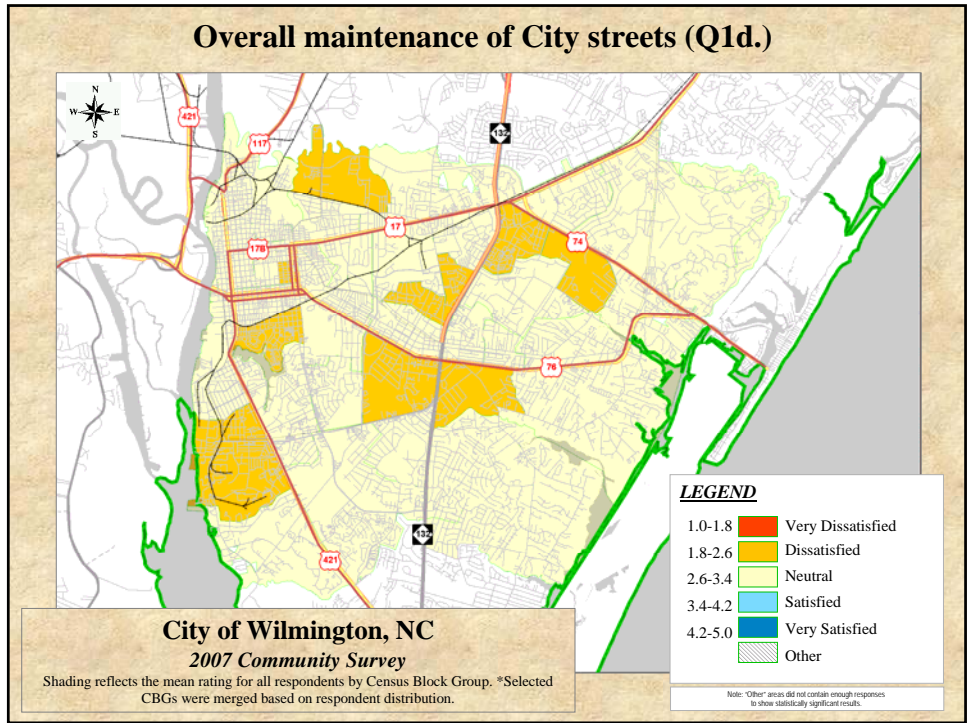 Overall maintenance of City streets (Q1d.)
N
W E
S
421
117
132
17
17B
74
76
132
421
LEGEND
1.0-1.8 Very Dissatisfied
1.8-2.6 Dissatisfied
2.6-3.4 Neutral
3.4-4.2 Satisfied
4.2-5.0 Very Satisfied
Other
City of Wilmington, NC
2007 Community Survey
Shading reflects the mean rating for all respondents by Census Block Group. *Selected
CBGs were merged based on respondent distribution.
Note: "Other" areas did not contain enough responses
to show statistically significant results.